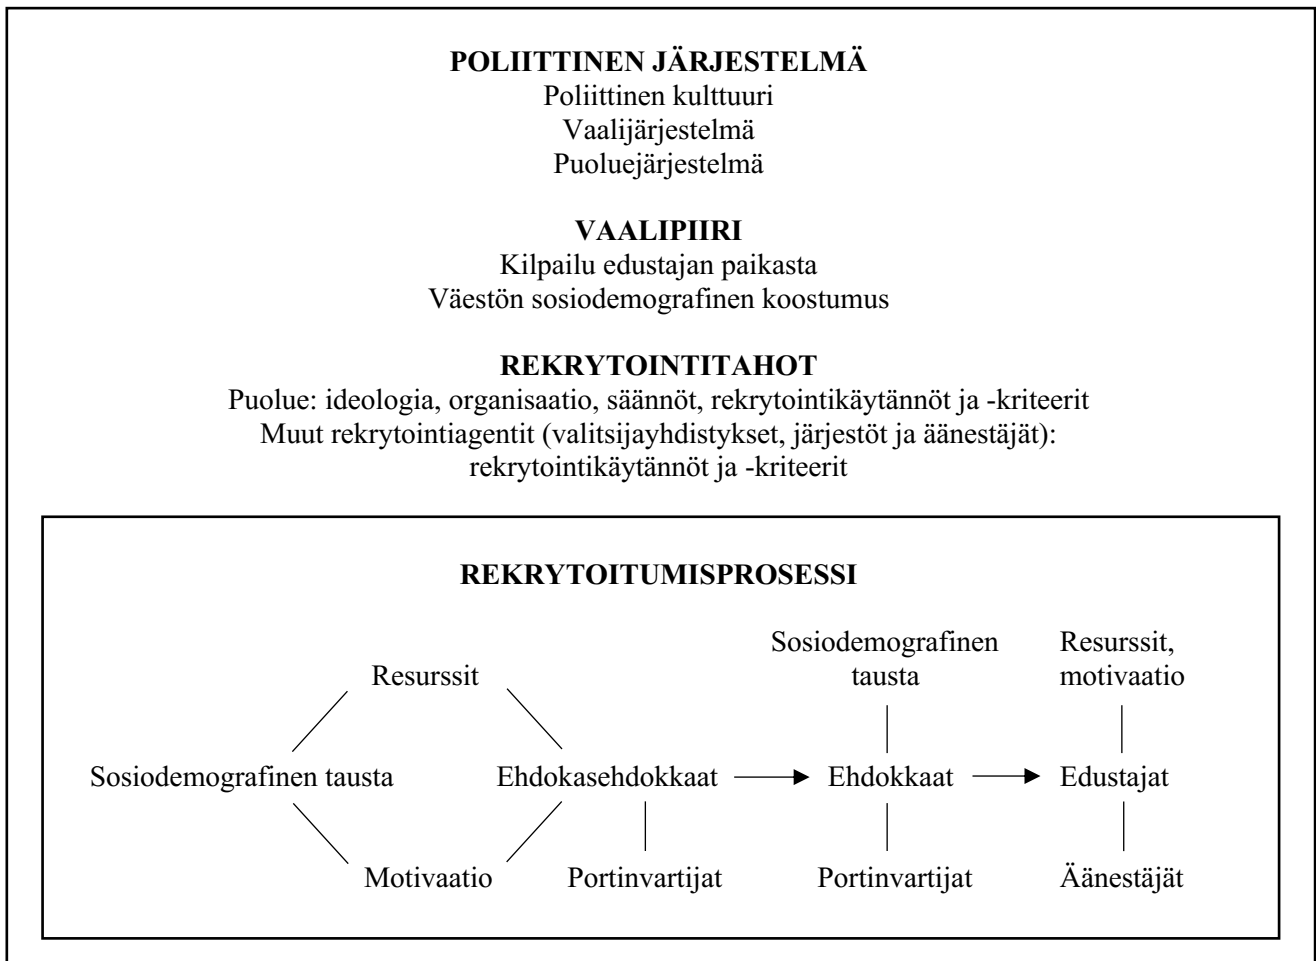 POLIITTINEN JÄRJESTELMÄ
Poliittinen kulttuuri
Vaalijärjestelmä
Puoluejärjestelmä
VAALIPIIRI
Kilpailu edustajan paikasta
Väestön sosiodemografinen koostumus
REKRYTOINTITAHOT
Puolue: ideologia, organisaatio, säännöt, rekrytointikäytännöt ja -kriteerit
Muut rekrytointiagentit (valitsijayhdistykset, järjestöt ja äänestäjät):
rekrytointikäytännöt ja -kriteerit
REKRYTOITUMISPROSESSI
Sosiodemografinen
tausta
Resurssit,
motivaatio
Resurssit
Sosiodemografinen tausta
Ehdokasehdokkaat
Ehdokkaat
Edustajat
Motivaatio
Portinvartijat
Portinvartijat
Äänestäjät